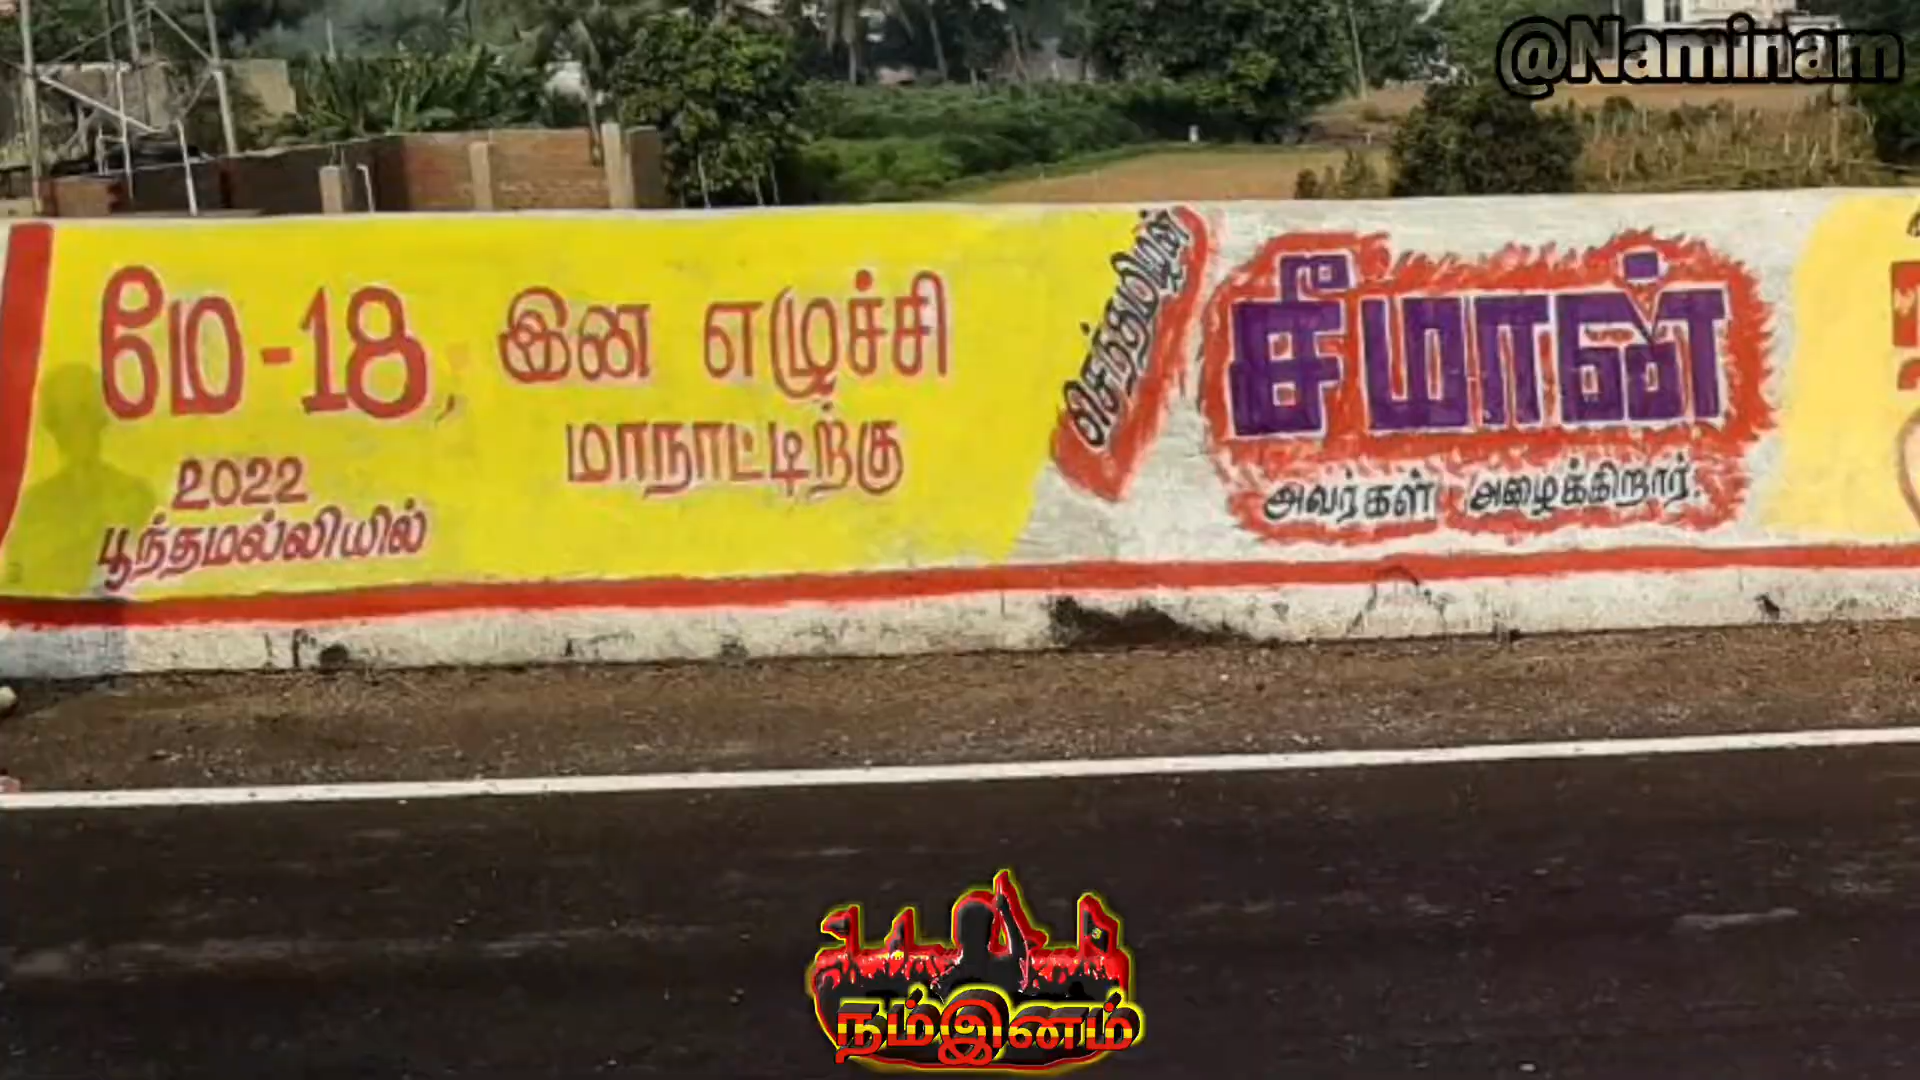 @Naminam
மே-18,
2022
பூந்தமல்லியில்
இன எழுச்சி
மாநாட்டிற்கு
செந்தமிழன்
சீமான்
அவர்கள் அழைக்கிறார்.
நம்இனம்